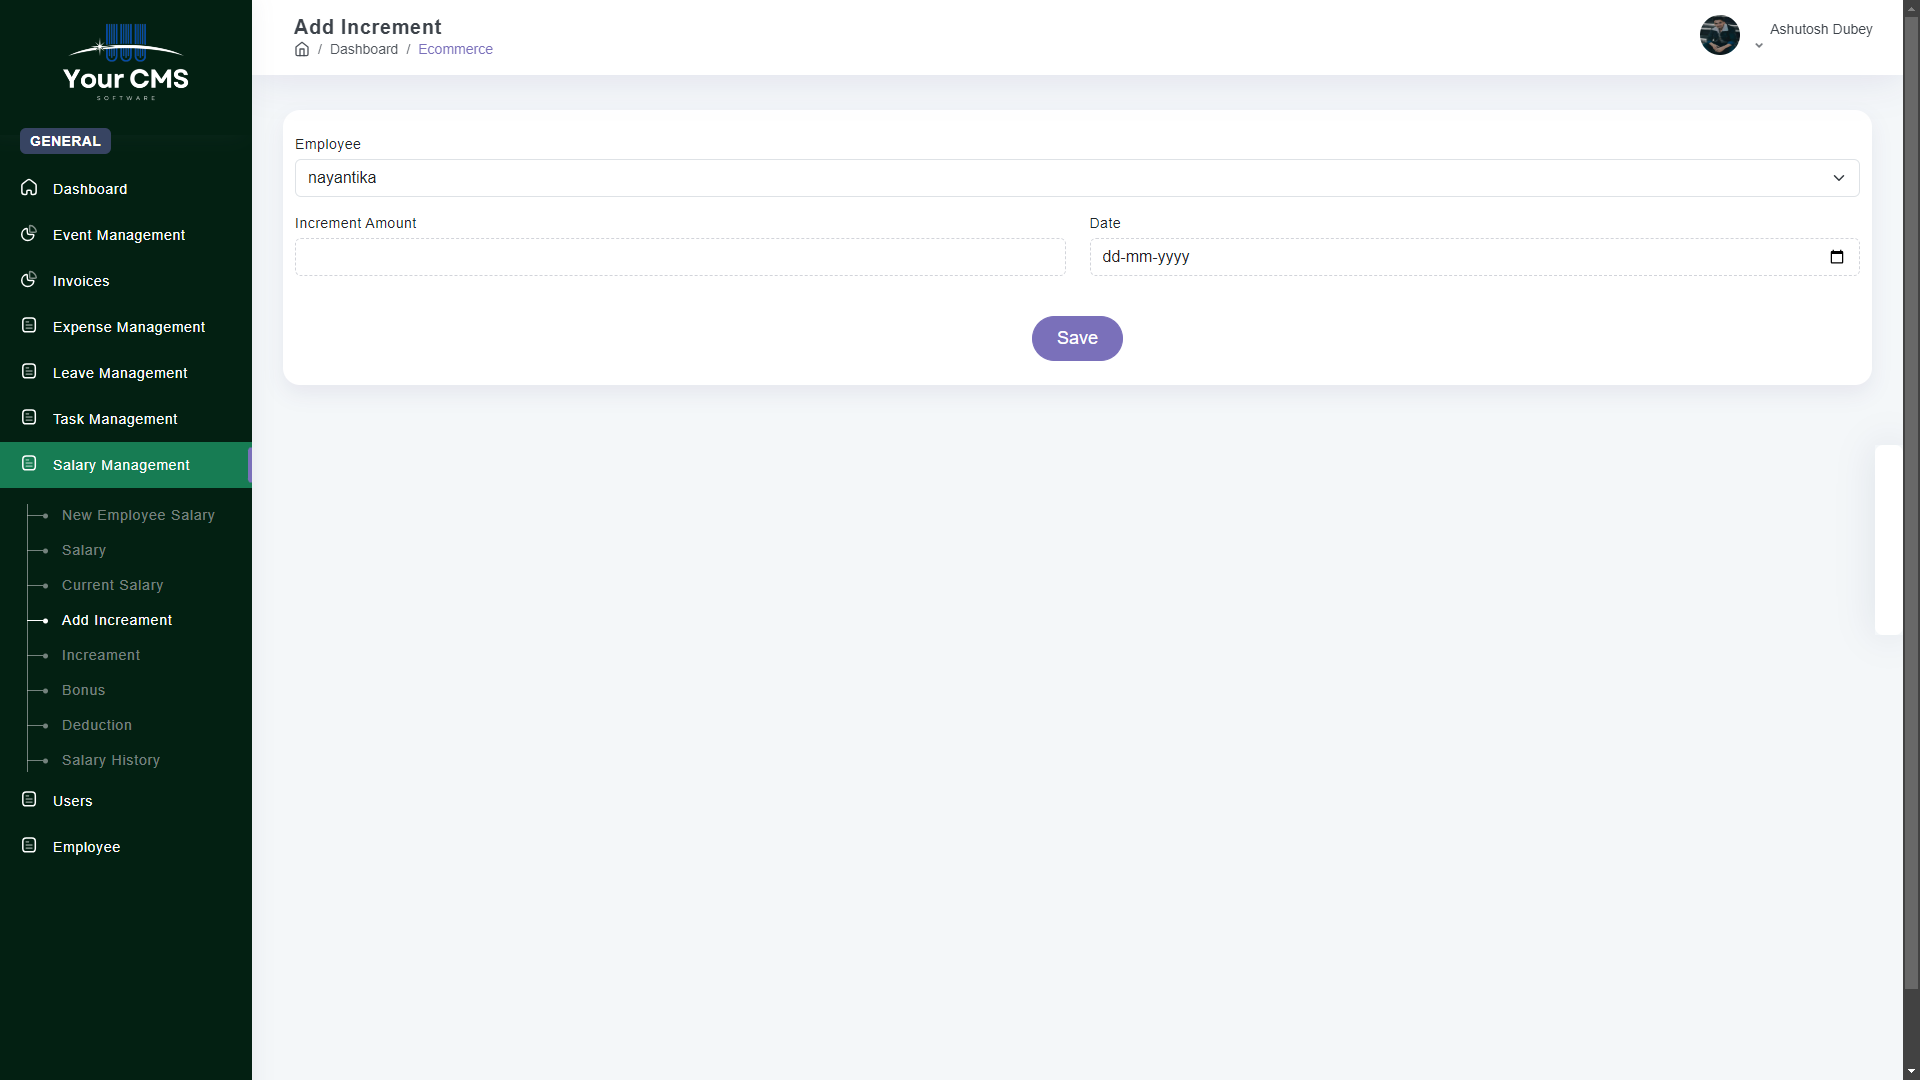 Your CMS
SOFTWARE
GENERAL
Dashboard
Event Management
Invoices
Expense Management
Leave Management
Task Management
Salary Management
New Employee Salary
Salary
Current Salary
Add Increament
Increament
Bonus
Deduction
Salary History
Users
Employee
Add Increment
/ Dashboard / Ecommerce
Ashutosh Dubey
Employee
nayantika
Increment Amount
Date
dd-mm-yyyy
Save